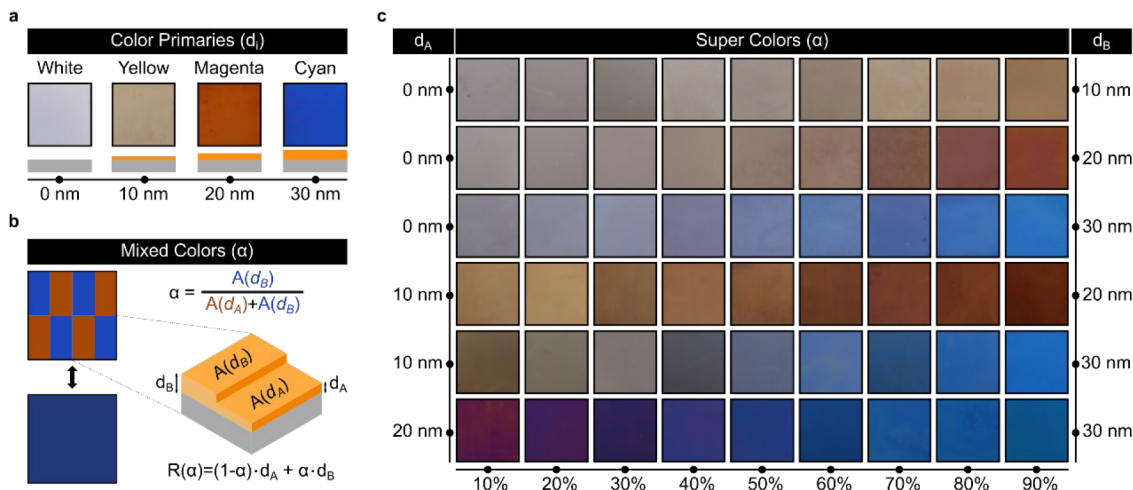 a
Color Primaries (dᵢ)
White Yellow Magenta Cyan
0 nm 10 nm 20 nm 30 nm
b
Mixed Colors (α)
α = A(d_B) / A(d_A)+A(d_B)
A(d_B)
A(d_A)
d_B
d_A
R(α)=(1-α)·d_A + α·d_B
c
d_A Super Colors (α) d_B
0 nm 10 nm
0 nm 20 nm
0 nm 30 nm
10 nm 20 nm
10 nm 30 nm
20 nm 30 nm
10% 20% 30% 40% 50% 60% 70% 80% 90%